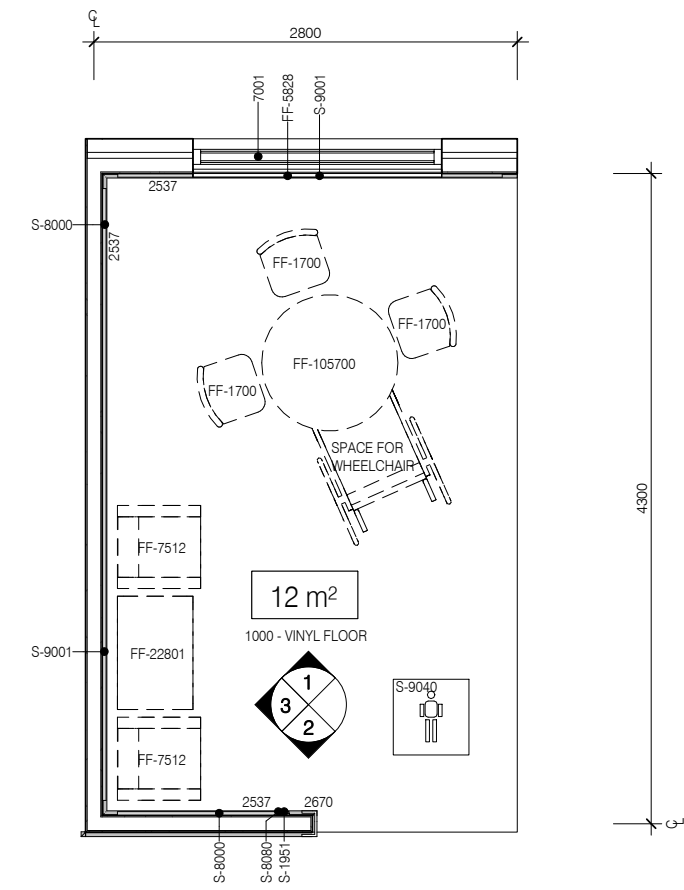 ℄
2800
7001
FF-5828
S-9001
2537
S-8000
2537
FF-1700
FF-1700
FF-105700
FF-1700
SPACE FOR
WHEELCHAIR
4300
FF-7512
12 m²
1000 - VINYL FLOOR
S-9001
FF-22801
S-9040
1
3
2
FF-7512
2537
2670
℄
S-8000
S-8080
S-1951